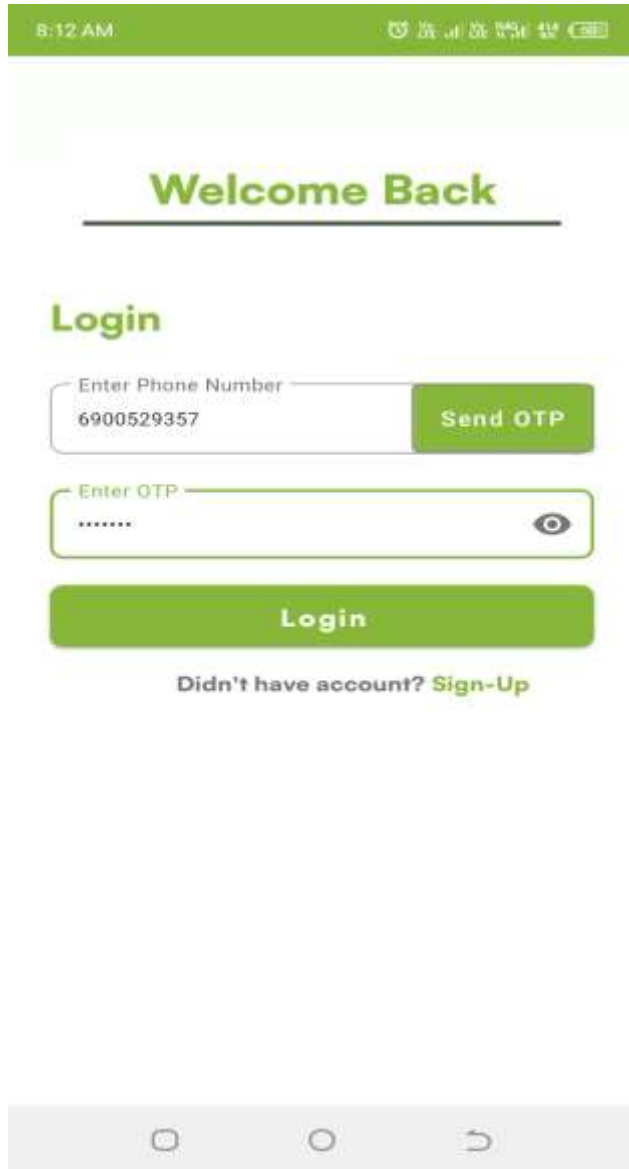 8:12 AM
Welcome Back
Login
Enter Phone Number
6900529357
Send OTP
Enter OTP
•••••••
Login
Didn't have account? Sign-Up